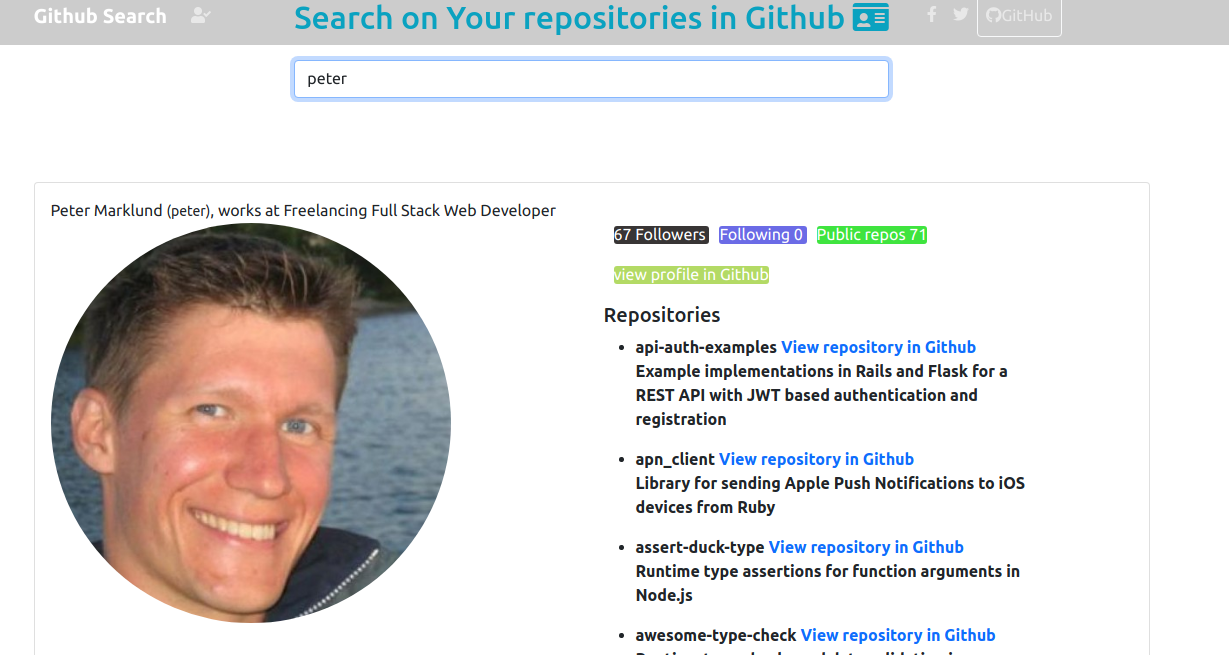 Github Search
Search on Your repositories in Github
GitHub
peter
Peter Marklund (peter), works at Freelancing Full Stack Web Developer
67 Followers Following 0 Public repos 71
view profile in Github
Repositories
api-auth-examples View repository in Github
Example implementations in Rails and Flask for a
REST API with JWT based authentication and
registration
apn_client View repository in Github
Library for sending Apple Push Notifications to iOS
devices from Ruby
assert-duck-type View repository in Github
Runtime type assertions for function arguments in
Node.js
awesome-type-check View repository in Github